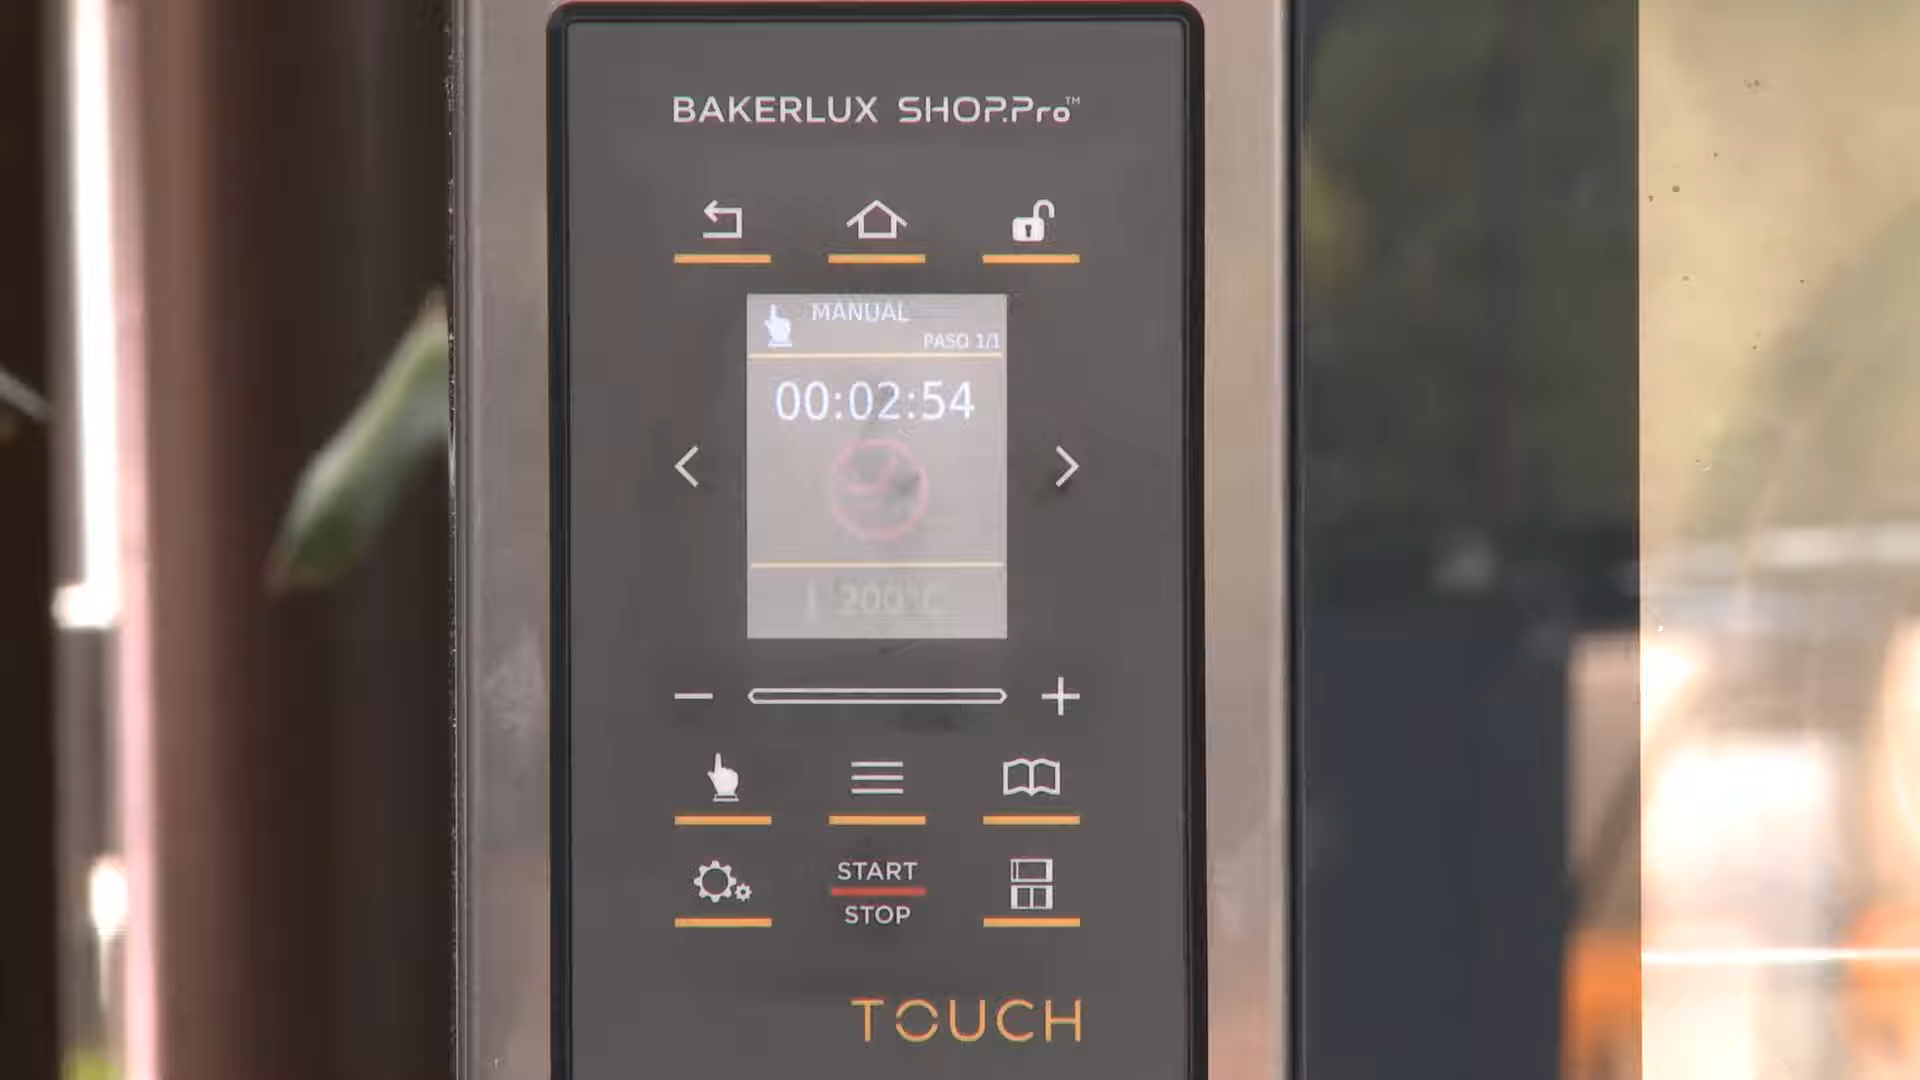 BAKERLUX SHOP.Pro™
MANUAL
PASO 1/1
00:02:54
200°C
START
STOP
TOUCH